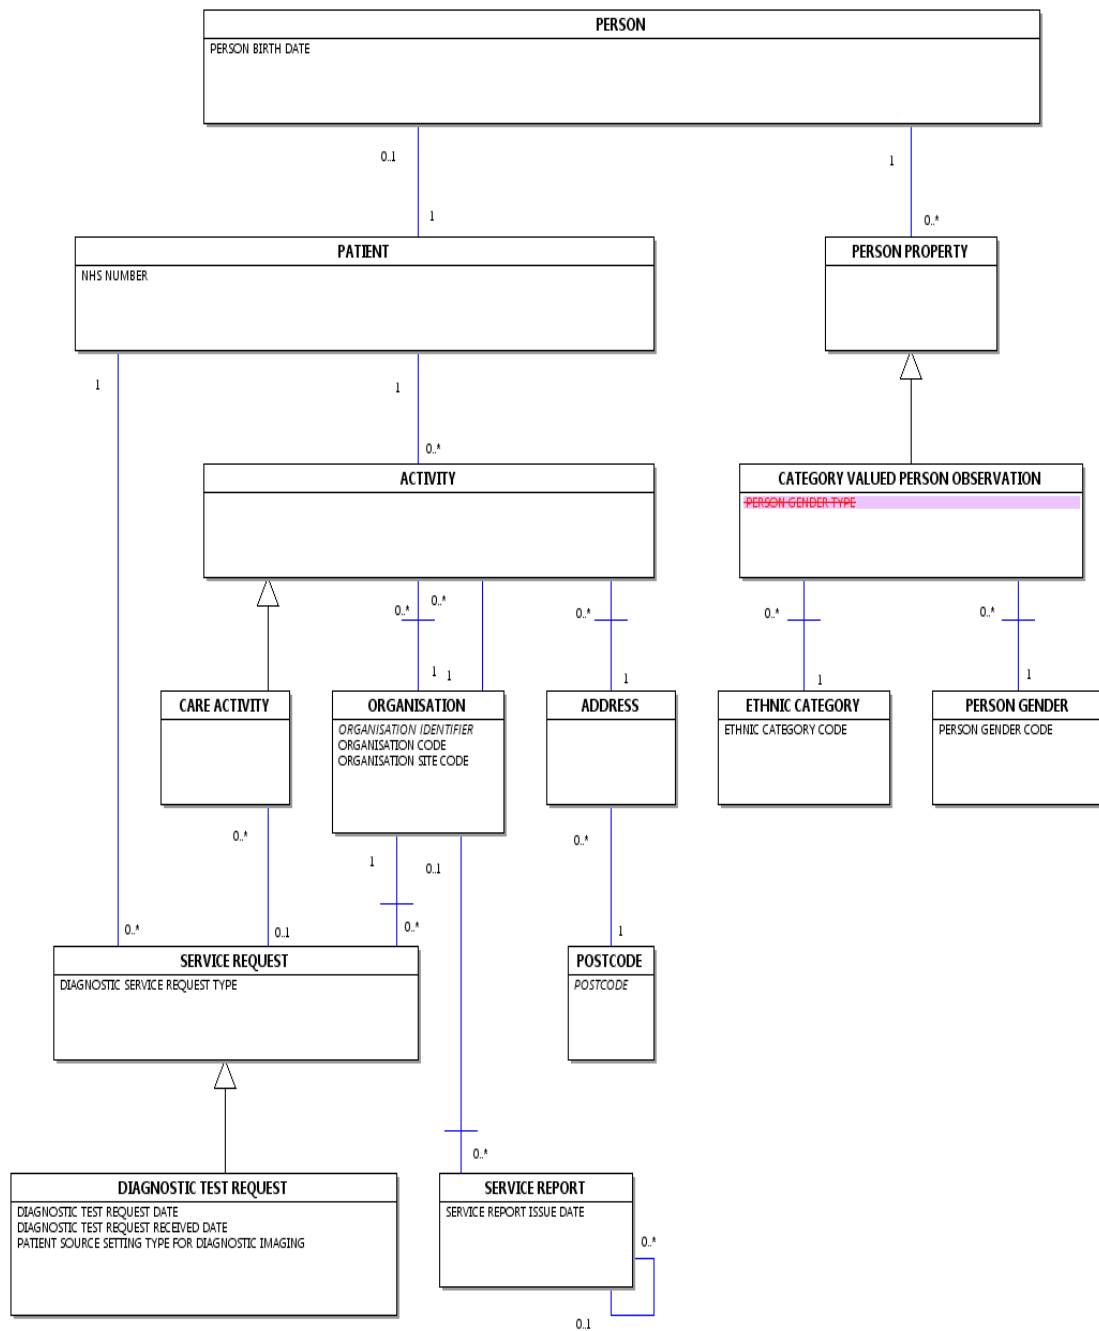 PERSON
PERSON BIRTH DATE
0..1
1
1
0..*
PATIENT
NHS NUMBER
PERSON PROPERTY
1
1
0..*
ACTIVITY
CATEGORY VALUED PERSON OBSERVATION
PERSON GENDER TYPE
0..*
0..*
0..*
0..*
0..*
1
1
1
1
1
CARE ACTIVITY
ORGANISATION
ORGANISATION IDENTIFIER
ORGANISATION CODE
ORGANISATION SITE CODE
ADDRESS
ETHNIC CATEGORY
ETHNIC CATEGORY CODE
PERSON GENDER
PERSON GENDER CODE
0..*
1
0..1
0..*
0..*
0..1
0..*
1
SERVICE REQUEST
DIAGNOSTIC SERVICE REQUEST TYPE
POSTCODE
POSTCODE
0..*
DIAGNOSTIC TEST REQUEST
DIAGNOSTIC TEST REQUEST DATE
DIAGNOSTIC TEST REQUEST RECEIVED DATE
PATIENT SOURCE SETTING TYPE FOR DIAGNOSTIC IMAGING
SERVICE REPORT
SERVICE REPORT ISSUE DATE
0..*
0..1